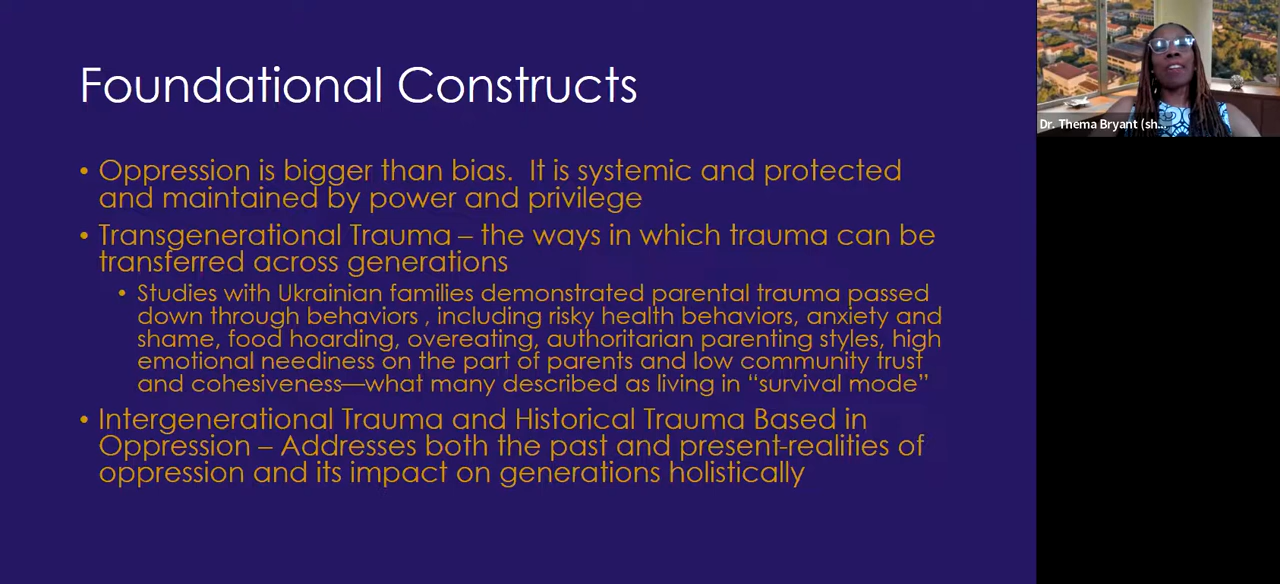 Foundational Constructs
• Oppression is bigger than bias. It is systemic and protected
and maintained by power and privilege
• Transgenerational Trauma – the ways in which trauma can be
transferred across generations
• Studies with Ukrainian families demonstrated parental trauma passed
down through behaviors , including risky health behaviors, anxiety and
shame, food hoarding, overeating, authoritarian parenting styles, high
emotional neediness on the part of parents and low community trust
and cohesiveness—what many described as living in “survival mode”
• Intergenerational Trauma and Historical Trauma Based in
Oppression – Addresses both the past and present-realities of
oppression and its impact on generations holistically
Dr. Thema Bryant (sh...